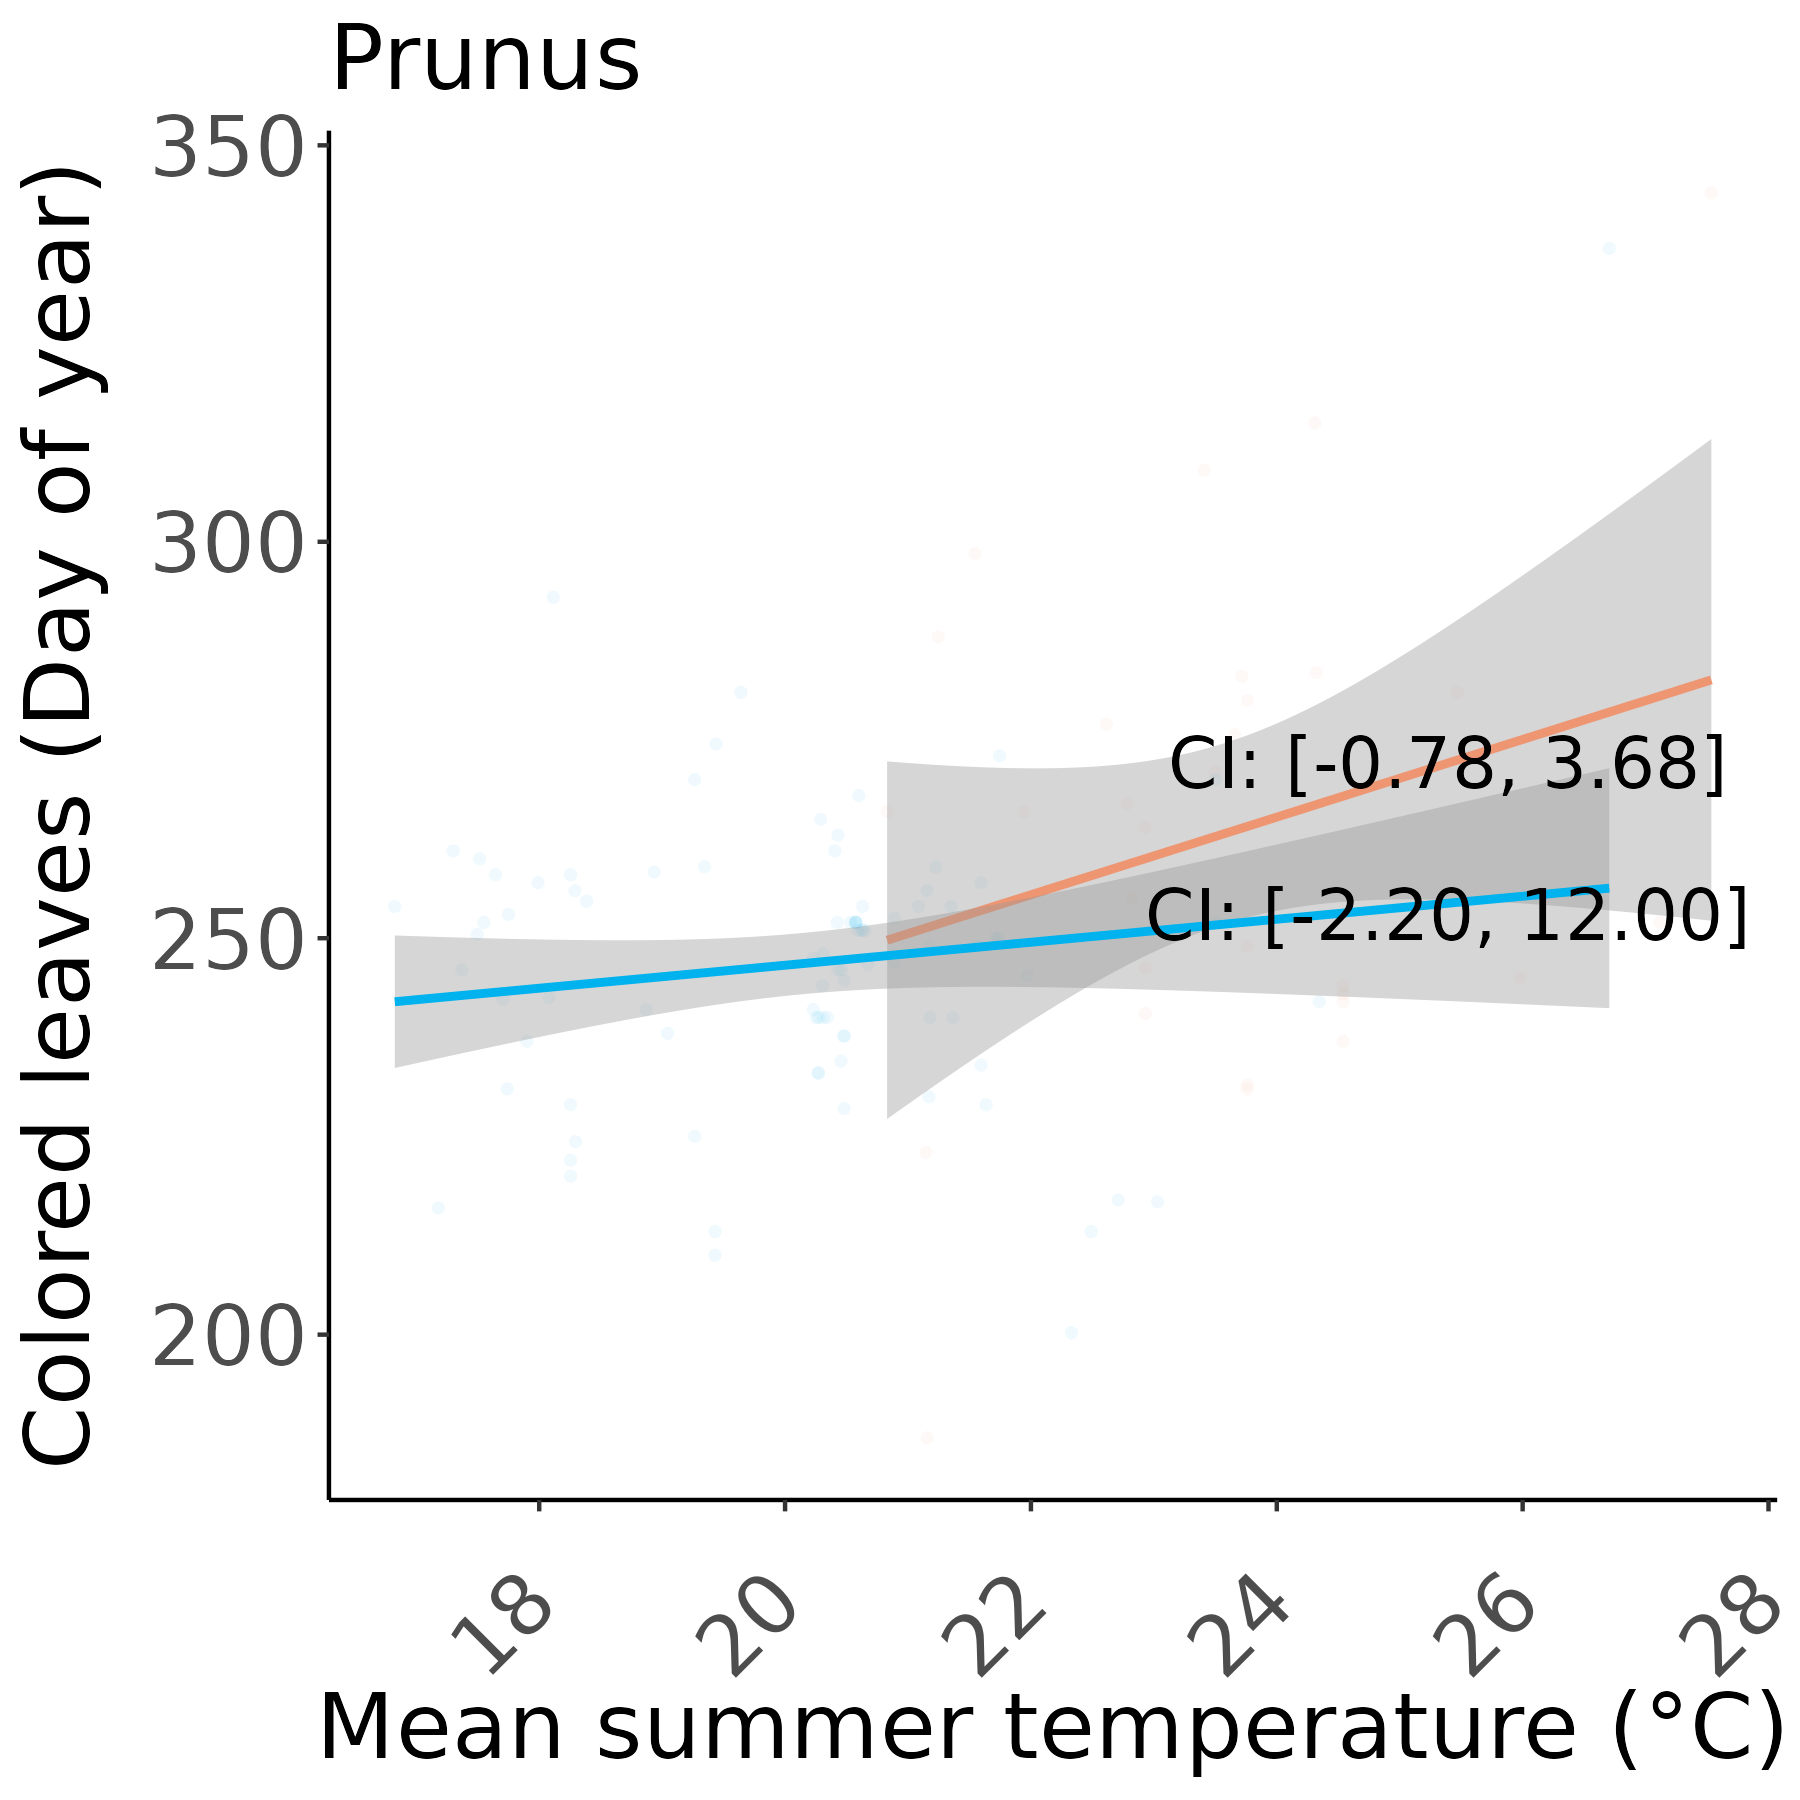 Prunus
Colored leaves (Day of year)
350
300
250
200
CI: [-0.78, 3.68]
CI: [-2.20, 12.00]
18
20
22
24
26
28
Mean summer temperature (°C)